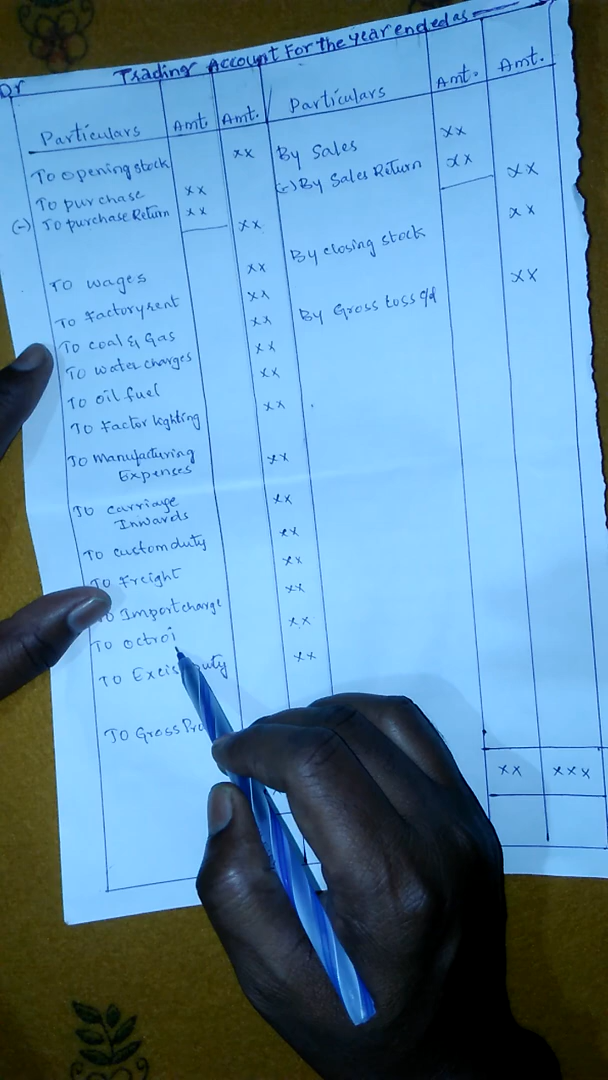 Dr Trading Account For the year ended as
Particulars Amt. Amt. Particulars Amt. Amt.
To opening stock xx By Sales xx
To purchase xx (-) By Sales Return xx xx
(-) To purchase Return xx xx
By closing stock xx
To wages xx
To Factory rent xx By Gross Loss c/d xx
To coal & Gas xx
To water charges xx
To oil fuel xx
To Factor lighting xx
To Manufacturing
Expenses xx
To carriage
Inwards xx
To custom duty xx
To Freight xx
To Import charge xx
To octroi xx
To xx
To Gross
xx xxx